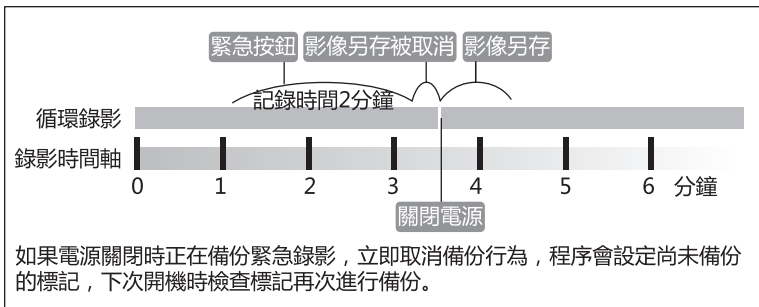 緊急按鈕 影像另存被取消 影像另存
記錄時間2分鐘
循環錄影
錄影時間軸
0 1 2 3 4 5 6 分鐘
關閉電源
如果電源關閉時正在備份緊急錄影，立即取消備份行為，程序會設定尚未備份
的標記，下次開機時檢查標記再次進行備份。